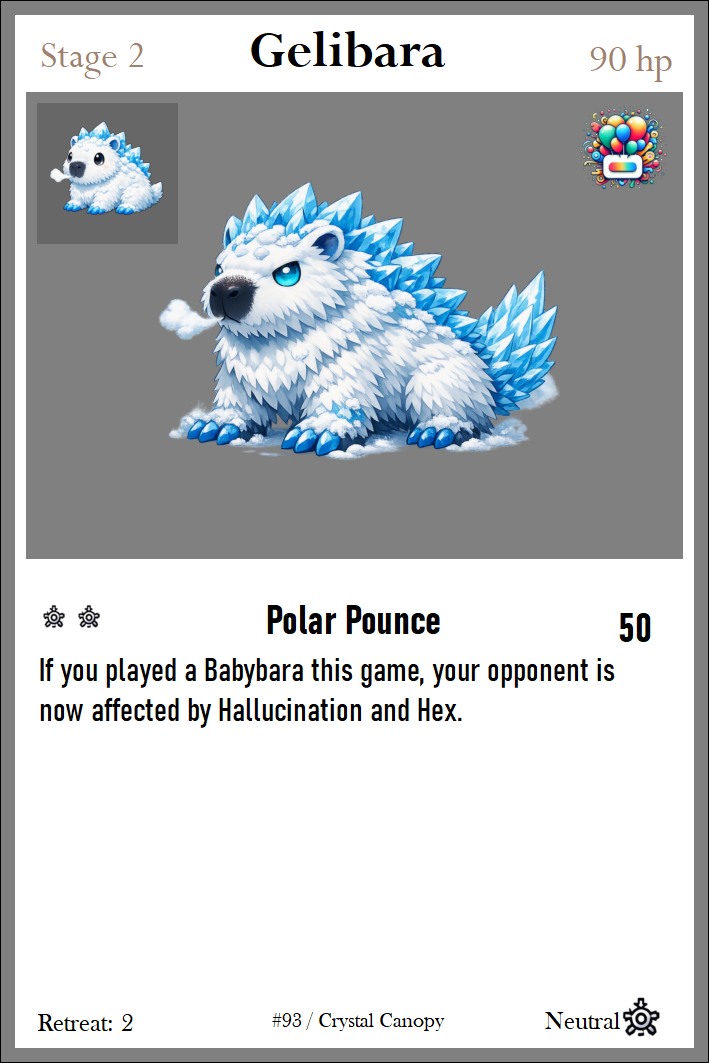 Stage 2
Gelibara
90 hp
Polar Pounce
50
If you played a Babybara this game, your opponent is
now affected by Hallucination and Hex.
Retreat: 2
#93 / Crystal Canopy
Neutral